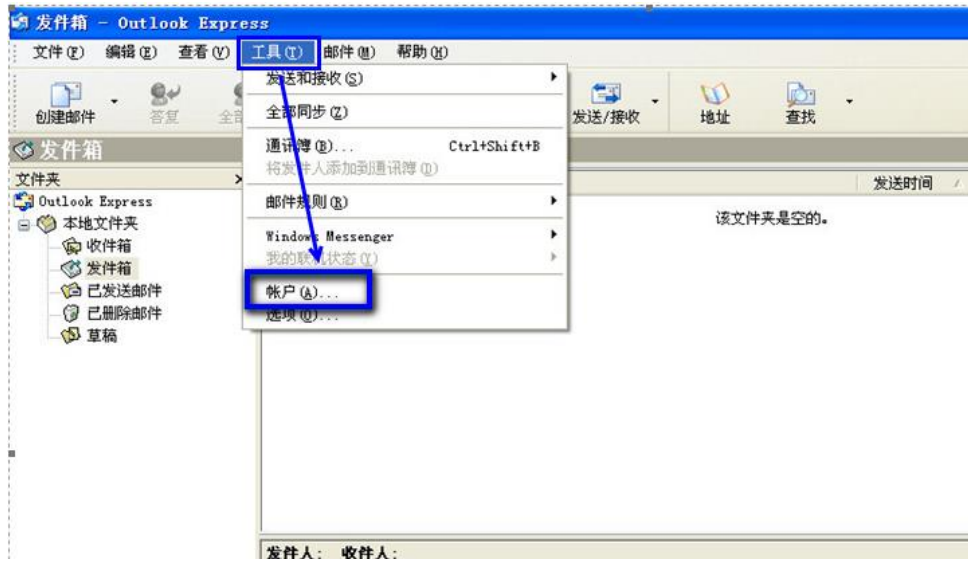 发件箱 - Outlook Express
文件(F) 编辑(E) 查看(V) 工具(T) 邮件(M) 帮助(H)
创建邮件 答复 全部 发送/接收 地址 查找
发送和接收(S)
全部同步(Z)
通讯簿(B)... Ctrl+Shift+B
将发件人添加到通讯簿(D)
邮件规则(R)
Windows Messenger
我的联机状态(Y)
帐户(A)...
选项(O)...
发件箱
文件夹 ×
Outlook Express
本地文件夹
收件箱
发件箱
已发送邮件
已删除邮件
草稿
发送时间
该文件夹是空的。
发件人: 收件人: